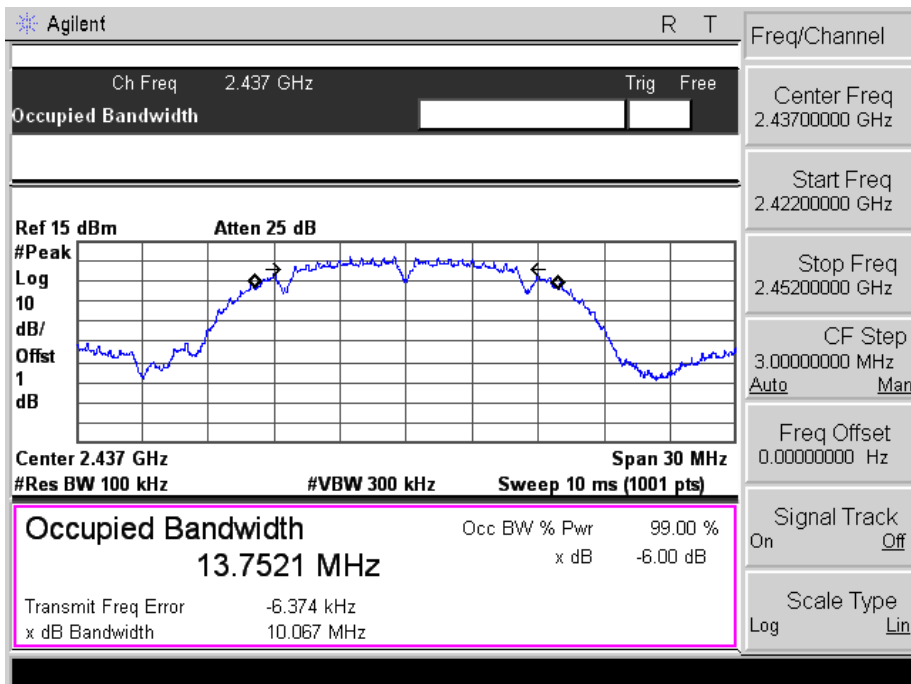 Agilent R T
Ch Freq 2.437 GHz Trig Free
Occupied Bandwidth
Ref 15 dBm Atten 25 dB
#Peak
Log
10
dB/
Offst
1
dB
Center 2.437 GHz Span 30 MHz
#Res BW 100 kHz #VBW 300 kHz Sweep 10 ms (1001 pts)
Occupied Bandwidth Occ BW % Pwr 99.00 %
13.7521 MHz x dB -6.00 dB
Transmit Freq Error -6.374 kHz
x dB Bandwidth 10.067 MHz
Freq/Channel
Center Freq
2.43700000 GHz
Start Freq
2.42200000 GHz
Stop Freq
2.45200000 GHz
CF Step
3.00000000 MHz
Auto Man
Freq Offset
0.00000000 Hz
Signal Track
On Off
Scale Type
Log Lin